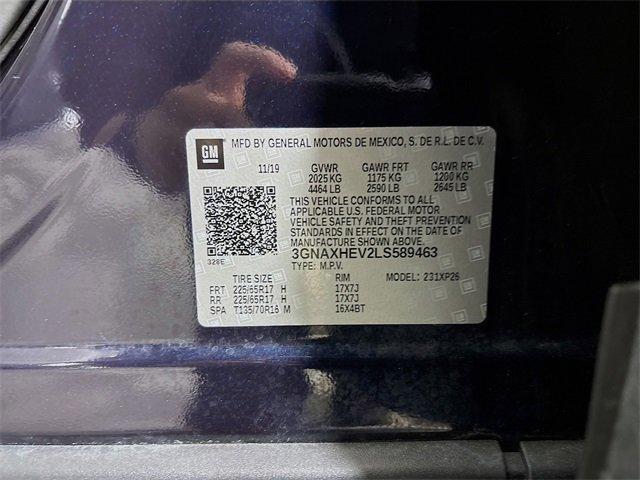 GM MFD BY GENERAL MOTORS DE MEXICO, S. DE R.L. DE C.V.
11/19 GVWR GAWR FRT GAWR RR
2025 KG 1175 KG 1200 KG
4464 LB 2590 LB 2645 LB
THIS VEHICLE CONFORMS TO ALL
APPLICABLE U.S. FEDERAL MOTOR
VEHICLE SAFETY AND THEFT PREVENTION
STANDARDS IN EFFECT ON THE DATE OF
MANUFACTURE SHOWN ABOVE.
3GNAXHEV2LS589463
328E TYPE: M.P.V.
TIRE SIZE RIM MODEL: 231XP26
FRT 225/65R17 H 17X7J
RR 225/65R17 H 17X7J
SPA T135/70R16 M 16X4BT